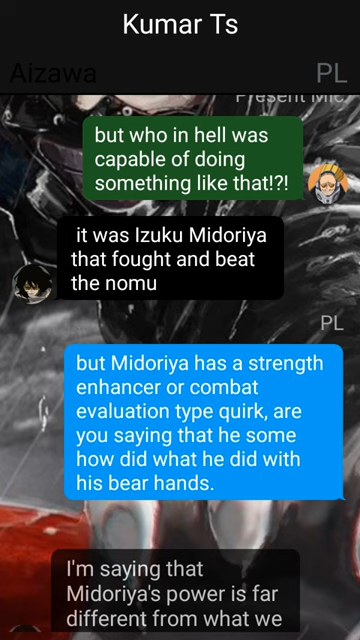 Kumar Ts
Aizawa
PL
Present Mic
but who in hell was
capable of doing
something like that!?!
it was Izuku Midoriya
that fought and beat
the nomu
PL
but Midoriya has a strength
enhancer or combat
evaluation type quirk, are
you saying that he some
how did what he did with
his bear hands.
I'm saying that
Midoriya's power is far
different from what we